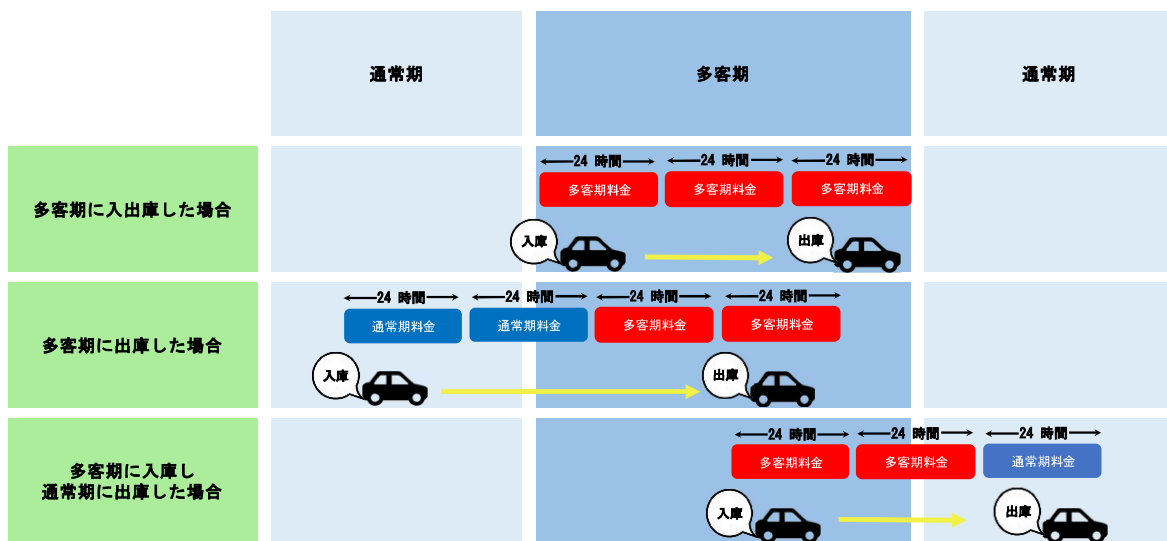 通常期
多客期
通常期
多客期に入出庫した場合
24 時間
24 時間
24 時間
多客期料金
多客期料金
多客期料金
入庫
出庫
多客期に出庫した場合
24 時間
24 時間
24 時間
24 時間
通常期料金
通常期料金
多客期料金
多客期料金
入庫
出庫
多客期に入庫し
通常期に出庫した場合
24 時間
24 時間
24 時間
多客期料金
多客期料金
通常期料金
入庫
出庫